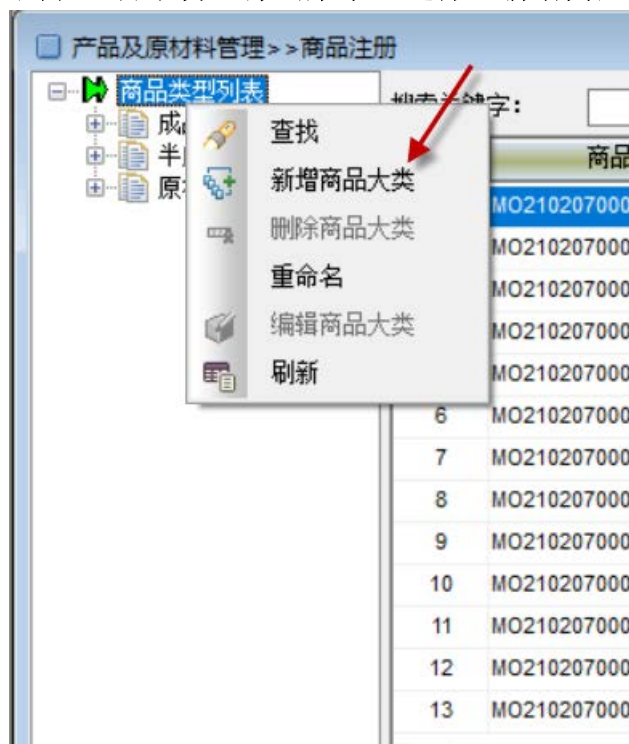 产品及原材料管理>>商品注册
商品类型列表
字：
成
查找
商品
半
新增商品大类
原
MO210207000
删除商品大类
MO210207000
重命名
MO210207000
编辑商品大类
MO210207000
刷新
MO210207000
6 MO210207000
7 MO210207000
8 MO210207000
9 MO210207000
10 MO210207000
11 MO210207000
12 MO210207000
13 MO210207000